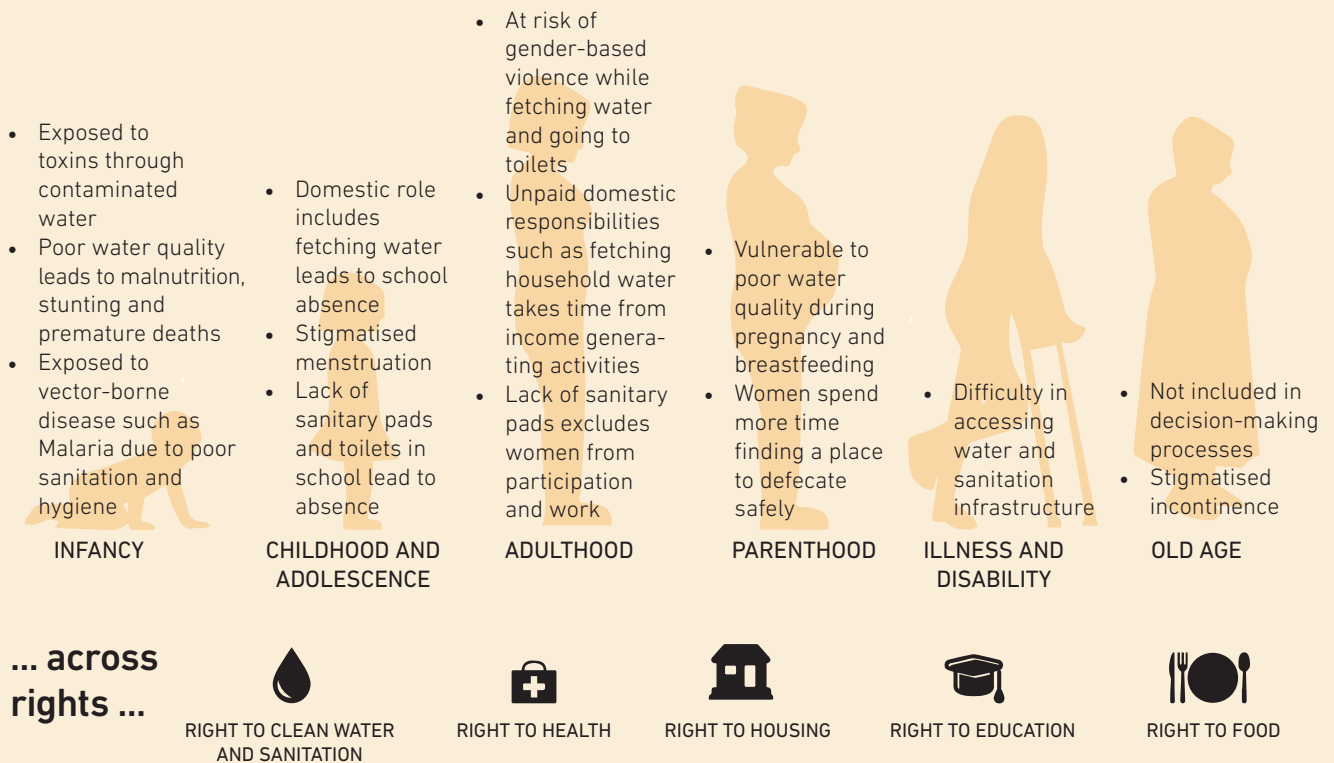 • Exposed to
toxins through
contaminated
water
• Poor water quality
leads to malnutrition,
stunting and
premature deaths
• Exposed to
vector-borne
disease such as
Malaria due to poor
sanitation and
hygiene
INFANCY
• Domestic role
includes
fetching water
leads to school
absence
• Stigmatised
menstruation
• Lack of
sanitary pads
and toilets in
school lead to
absence
CHILDHOOD AND
ADOLESCENCE
• At risk of
gender-based
violence while
fetching water
and going to
toilets
• Unpaid domestic
responsibilities
such as fetching
household water
takes time from
income genera-
ting activities
• Lack of sanitary
pads excludes
women from
participation
and work
ADULTHOOD
• Vulnerable to
poor water
quality during
pregnancy and
breastfeeding
• Women spend
more time
finding a place
to defecate
safely
PARENTHOOD
• Difficulty in
accessing
water and
sanitation
infrastructure
ILLNESS AND
DISABILITY
• Not included in
decision-making
processes
• Stigmatised
incontinence
OLD AGE
... across
rights ...
RIGHT TO CLEAN WATER
AND SANITATION
RIGHT TO HEALTH
RIGHT TO HOUSING
RIGHT TO EDUCATION
RIGHT TO FOOD